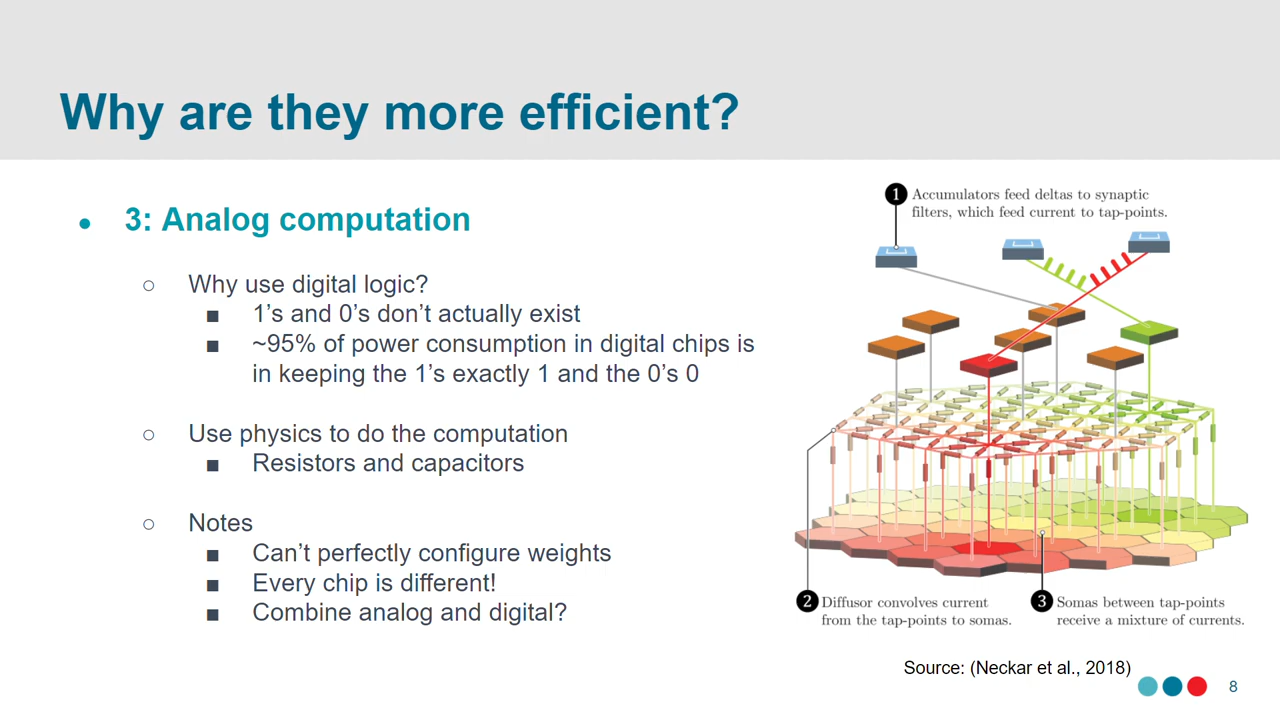 Why are they more efficient?
● 3: Analog computation
○ Why use digital logic?
■ 1’s and 0’s don’t actually exist
■ ~95% of power consumption in digital chips is
in keeping the 1’s exactly 1 and the 0’s 0
○ Use physics to do the computation
■ Resistors and capacitors
○ Notes
■ Can’t perfectly configure weights
■ Every chip is different!
■ Combine analog and digital?
1 Accumulators feed deltas to synaptic
filters, which feed current to tap-points.
2 Diffusor convolves current
from the tap-points to somas.
3 Somas between tap-points
receive a mixture of currents.
Source: (Neckar et al., 2018)
8